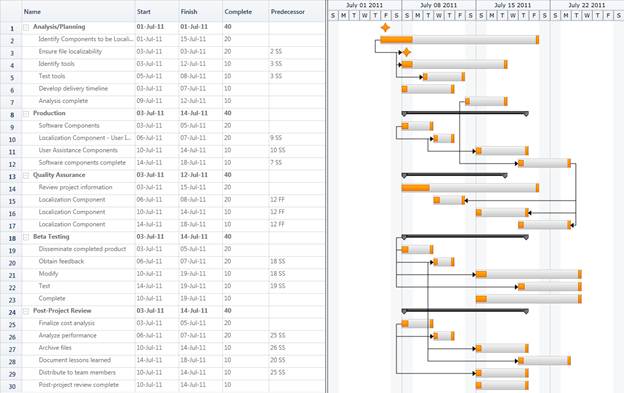 Name Start Finish Complete Predecessor July 01 2011 July 08 2011 July 15 2011 July 22 2011
S S M T W T F S S M T W T F S S M T W T F S S M T W T F
1 Analysis/Planning 01-Jul-11 01-Jul-11 40
2 Identify Components to be Locali... 01-Jul-11 15-Jul-11 20
3 Ensure file localizability 03-Jul-11 03-Jul-11 20 2 SS
4 Identify tools 03-Jul-11 12-Jul-11 10 3 SS
5 Test tools 05-Jul-11 08-Jul-11 10 3 SS
6 Develop delivery timeline 03-Jul-11 07-Jul-11 10
7 Analysis complete 09-Jul-11 12-Jul-11 10
8 Production 03-Jul-11 14-Jul-11 40
9 Software Components 03-Jul-11 05-Jul-11 20
10 Localization Component - User I... 06-Jul-11 07-Jul-11 20 9 SS
11 User Assistance Components 10-Jul-11 14-Jul-11 10 10 SS
12 Software components complete 14-Jul-11 18-Jul-11 10 7 SS
13 Quality Assurance 03-Jul-11 12-Jul-11 40
14 Review project information 03-Jul-11 15-Jul-11 20
15 Localization Component 06-Jul-11 08-Jul-11 20 12 FF
16 Localization Component 10-Jul-11 14-Jul-11 10 12 FF
17 Localization Component 14-Jul-11 18-Jul-11 10 12 FF
18 Beta Testing 03-Jul-11 14-Jul-11 40
19 Disseminate completed product 03-Jul-11 05-Jul-11 20
20 Obtain feedback 06-Jul-11 07-Jul-11 20 18 SS
21 Modify 10-Jul-11 19-Jul-11 10 18 SS
22 Test 14-Jul-11 19-Jul-11 10 19 SS
23 Complete 10-Jul-11 19-Jul-11 10
24 Post-Project Review 03-Jul-11 14-Jul-11 40
25 Finalize cost analysis 03-Jul-11 05-Jul-11 20
26 Analyze performance 06-Jul-11 07-Jul-11 20 25 SS
27 Archive files 10-Jul-11 14-Jul-11 10 26 SS
28 Document lessons learned 14-Jul-11 18-Jul-11 10 20 SS
29 Distribute to team members 10-Jul-11 14-Jul-11 10 25 SS
30 Post-project review complete 10-Jul-11 14-Jul-11 10